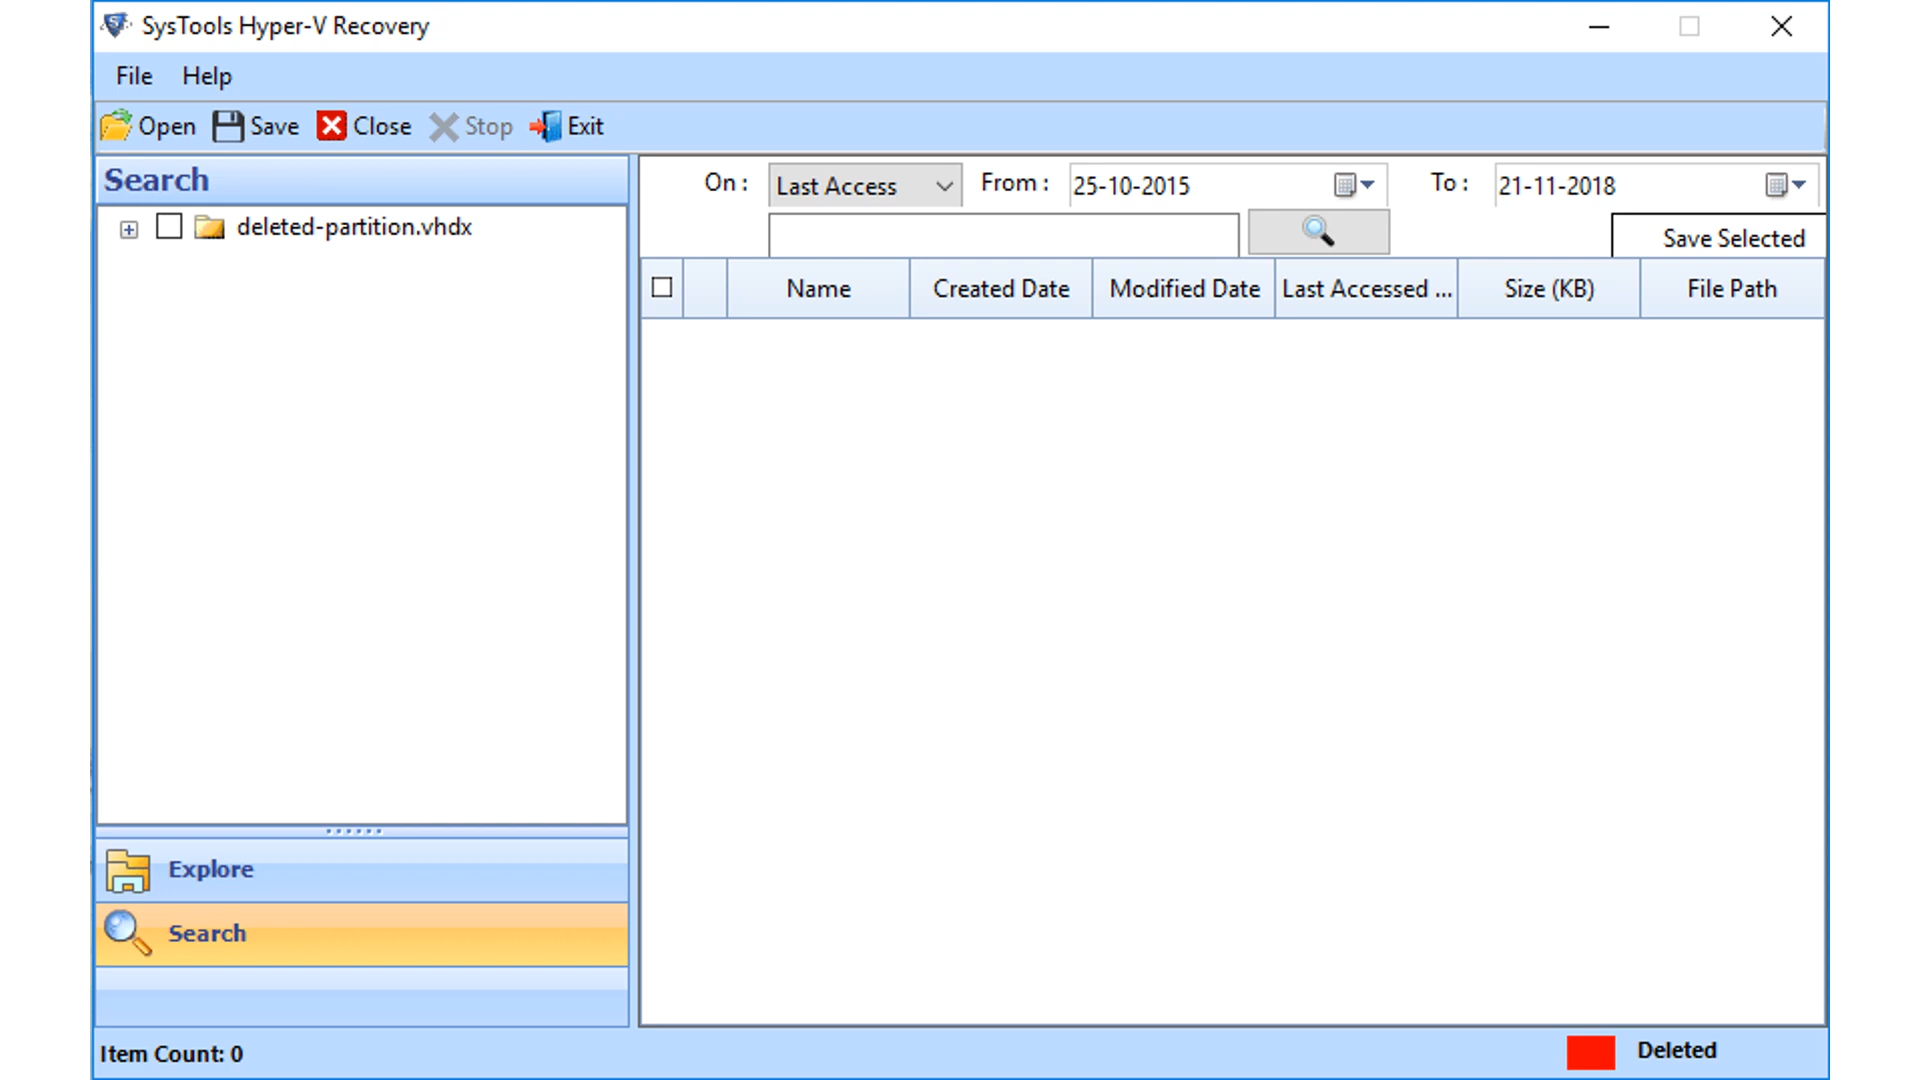 SysTools Hyper-V Recovery
File Help
Open Save Close Stop Exit
Search
On : Last Access From : 25-10-2015 To : 21-11-2018
deleted-partition.vhdx
Save Selected
Name Created Date Modified Date Last Accessed ... Size (KB) File Path
Explore
Search
Item Count: 0
Deleted